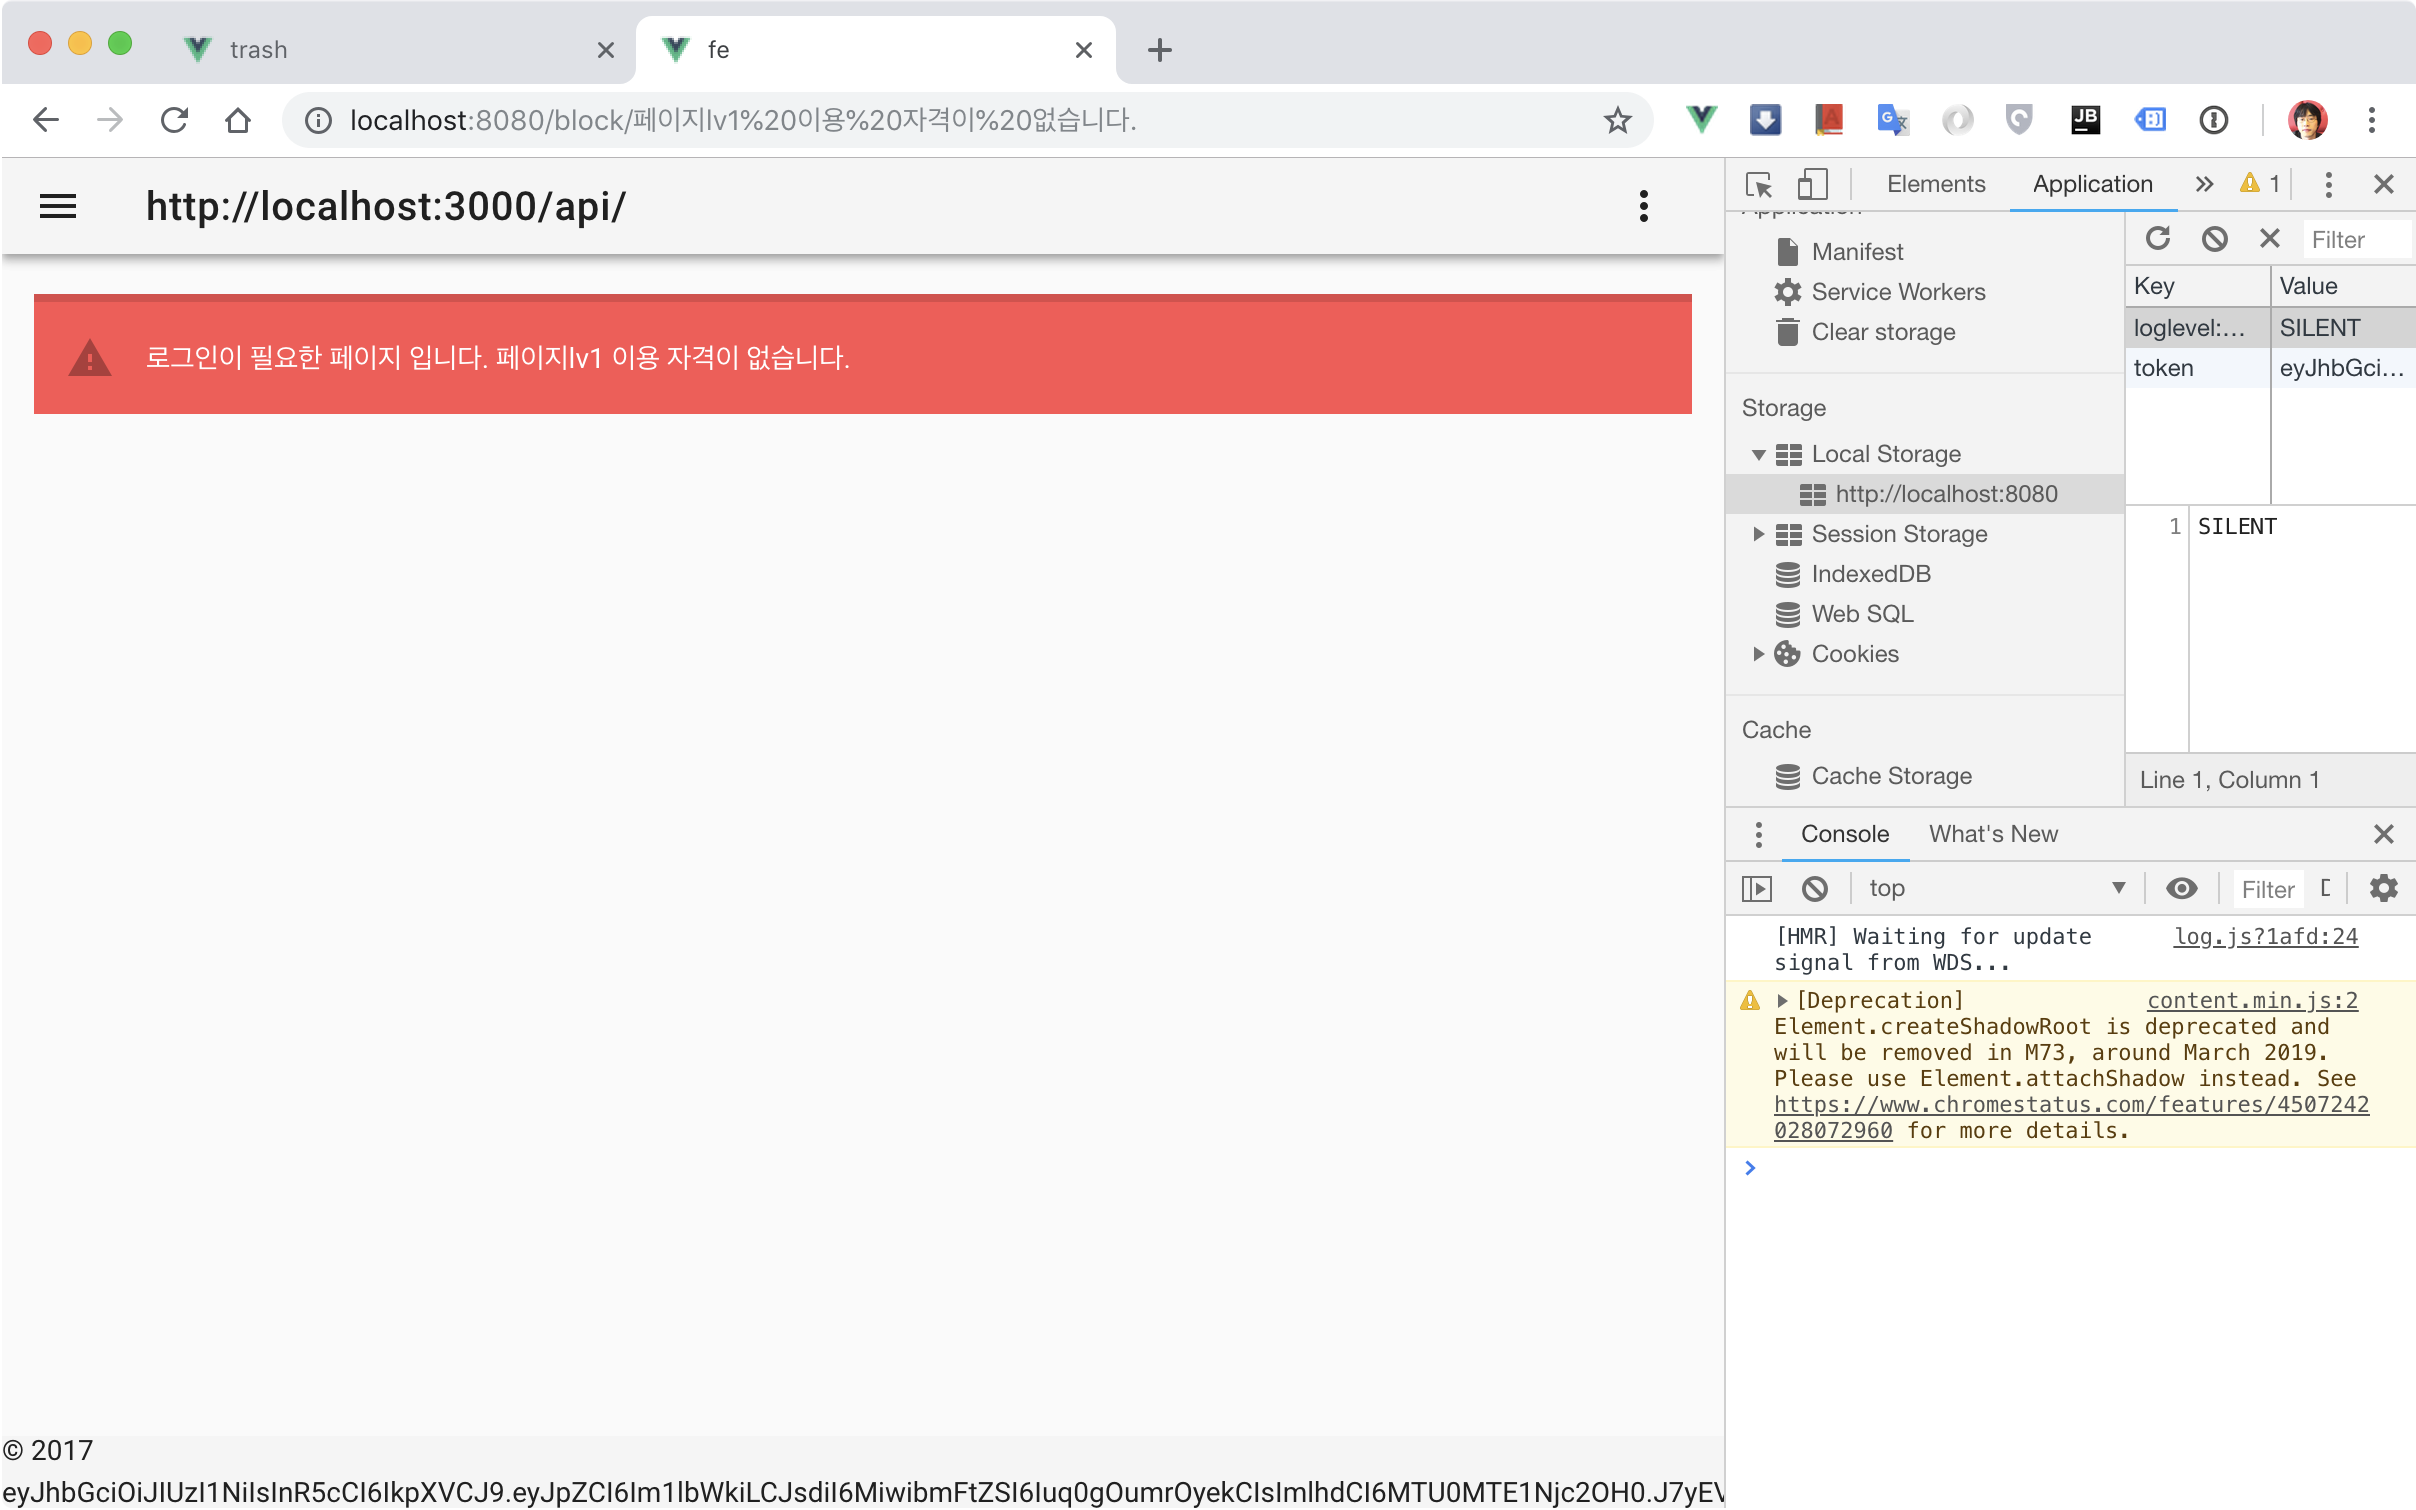 trash
fe
localhost:8080/block/페이지lv1%20이용%20자격이%20없습니다.
JB
http://localhost:3000/api/
로그인이 필요한 페이지 입니다. 페이지lv1 이용 자격이 없습니다.
© 2017
eyJhbGciOiJIUzI1NiIsInR5cCI6IkpXVCJ9.eyJpZCI6Im1lbWkiLCJsdiI6MiwibmFtZSI6Iuq0gOumrOyekCIsImlhdCI6MTU0MTE1Njc2OH0.J7yEV
Elements
Application
1
Application
Manifest
Service Workers
Clear storage
Storage
Local Storage
http://localhost:8080
Session Storage
IndexedDB
Web SQL
Cookies
Cache
Cache Storage
Filter
Key Value
loglevel:... SILENT
token eyJhbGci...
1 SILENT
Line 1, Column 1
Console What's New
top
Filter
[HMR] Waiting for update log.js?1afd:24
signal from WDS...
[Deprecation] content.min.js:2
Element.createShadowRoot is deprecated and
will be removed in M73, around March 2019.
Please use Element.attachShadow instead. See
https://www.chromestatus.com/features/4507242
028072960 for more details.